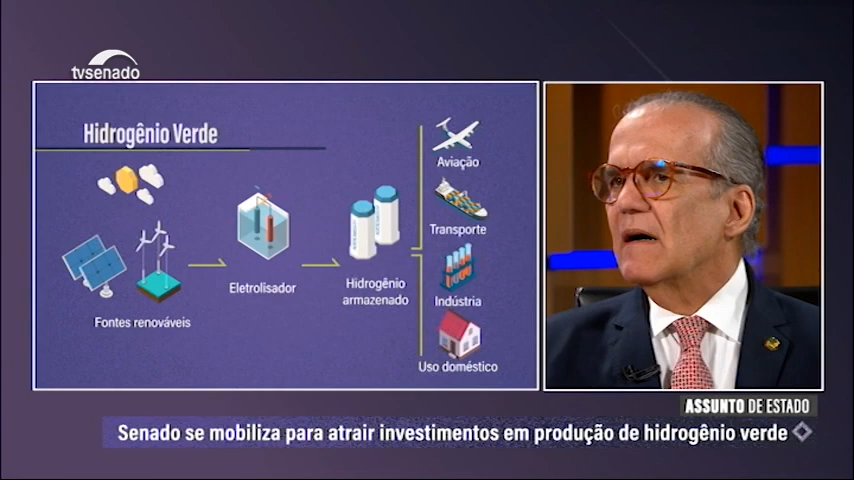 tvsenado
Hidrogênio Verde
Aviação
Transporte
Eletrolisador
Hidrogênio
armazenado
Indústria
Fontes renováveis
Uso doméstico
ASSUNTO DE ESTADO
Senado se mobiliza para atrair investimentos em produção de hidrogênio verde